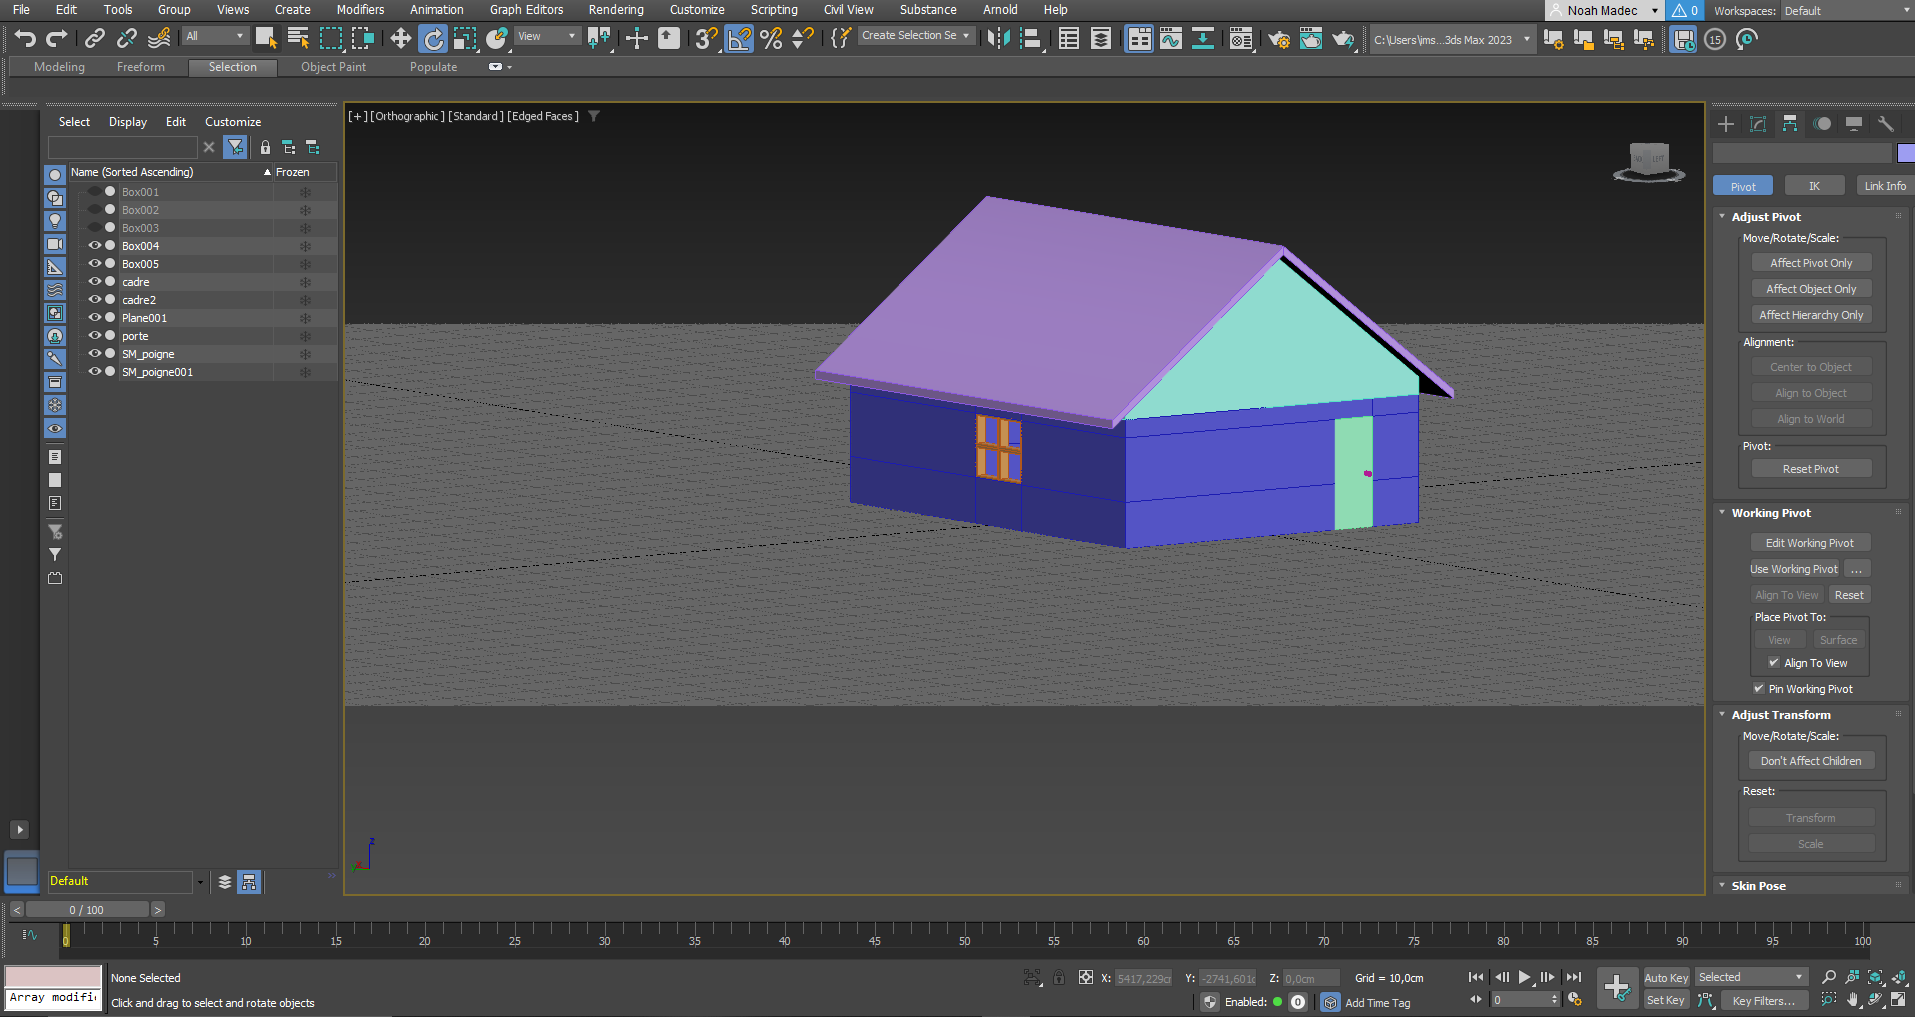 File Edit Tools Group Views Create Modifiers Animation Graph Editors Rendering Customize Scripting Civil View Substance Arnold Help Noah Madec 0 Workspaces: Default
All View 3 Create Selection Se C:\Users\ms...3ds Max 2023 15
Modeling Freeform Selection Object Paint Populate
Select Display Edit Customize
Name (Sorted Ascending) Frozen
Box001
Box002
Box003
Box004
Box005
cadre
cadre2
Plane001
porte
SM_poigne
SM_poigne001
Default
[+] [Orthographic] [Standard] [Edged Faces]
LEFT
z
Pivot IK Link Info
Adjust Pivot
Move/Rotate/Scale:
Affect Pivot Only
Affect Object Only
Affect Hierarchy Only
Alignment:
Center to Object
Align to Object
Align to World
Pivot:
Reset Pivot
Working Pivot
Edit Working Pivot
Use Working Pivot ...
Align To View Reset
Place Pivot To:
View Surface
Align To View
Pin Working Pivot
Adjust Transform
Move/Rotate/Scale:
Don't Affect Children
Reset:
Transform
Scale
Skin Pose
< 0 / 100 >
0 5 10 15 20 25 30 35 40 45 50 55 60 65 70 75 80 85 90 95 100
None Selected X: 5417,229cr Y: -2741,601c Z: 0,0cm Grid = 10,0cm Auto Key Selected
Array modifi Click and drag to select and rotate objects Enabled: 0 Add Time Tag 0 Set Key Key Filters...